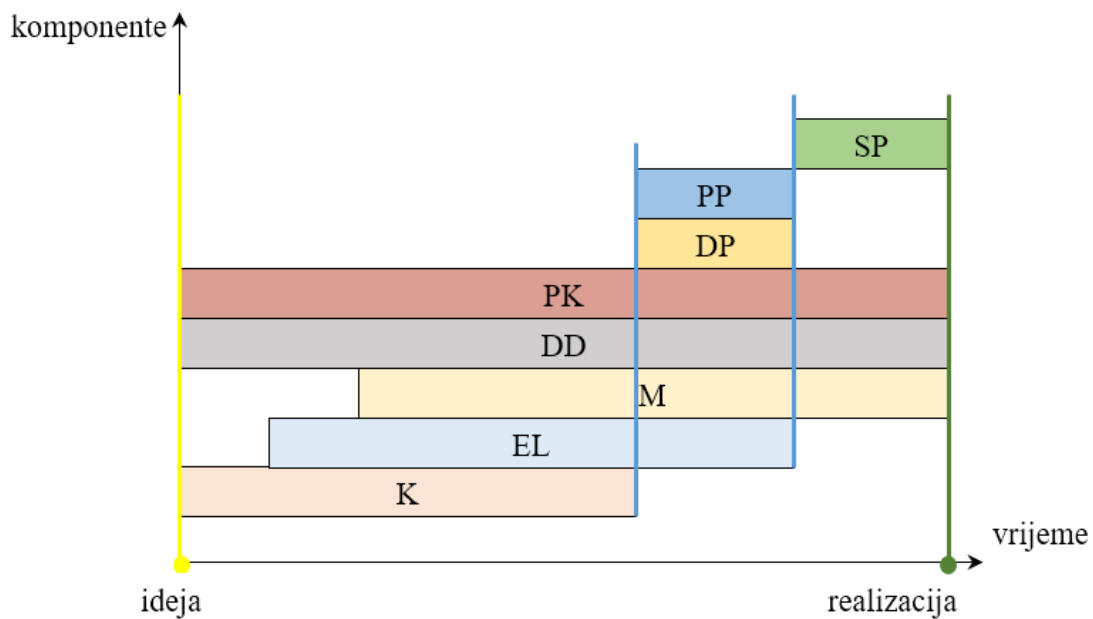 komponente
SP
PP
DP
PK
DD
M
EL
K
vrijeme
ideja
realizacija